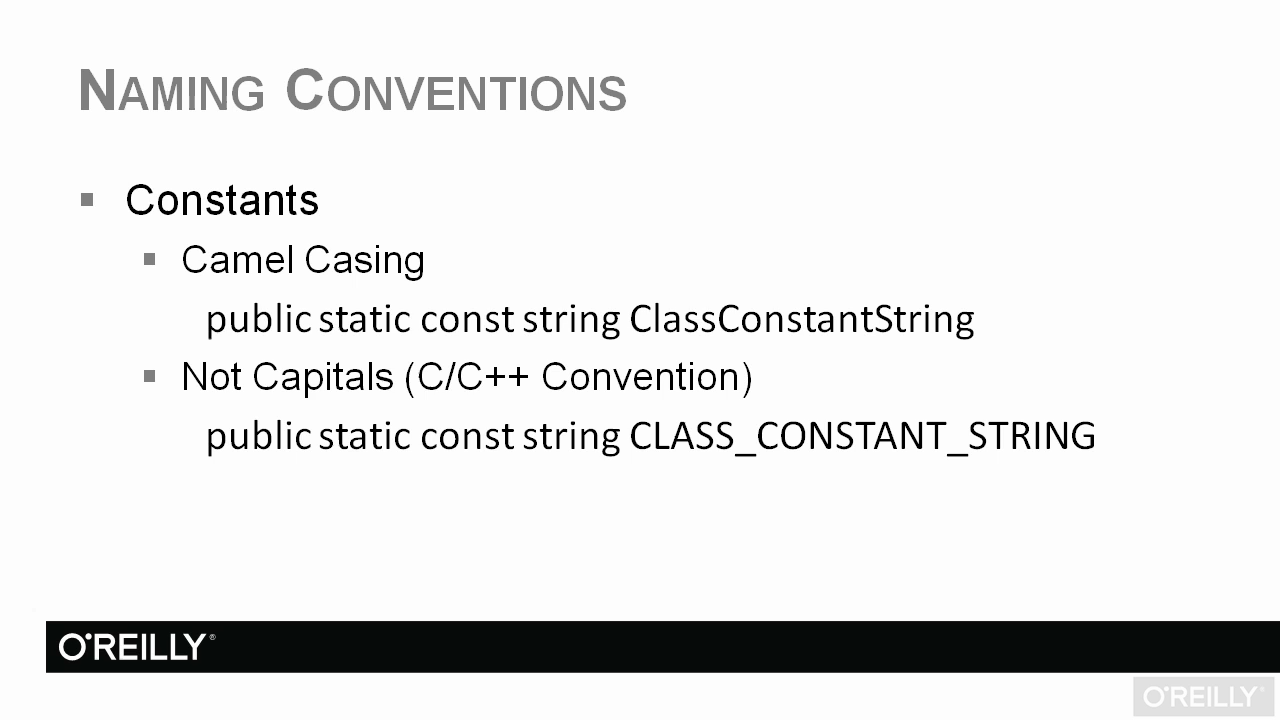 NAMING CONVENTIONS
Constants
Camel Casing
public static const string ClassConstantString
Not Capitals (C/C++ Convention)
public static const string CLASS_CONSTANT_STRING
O'REILLY®
O'REILLY®